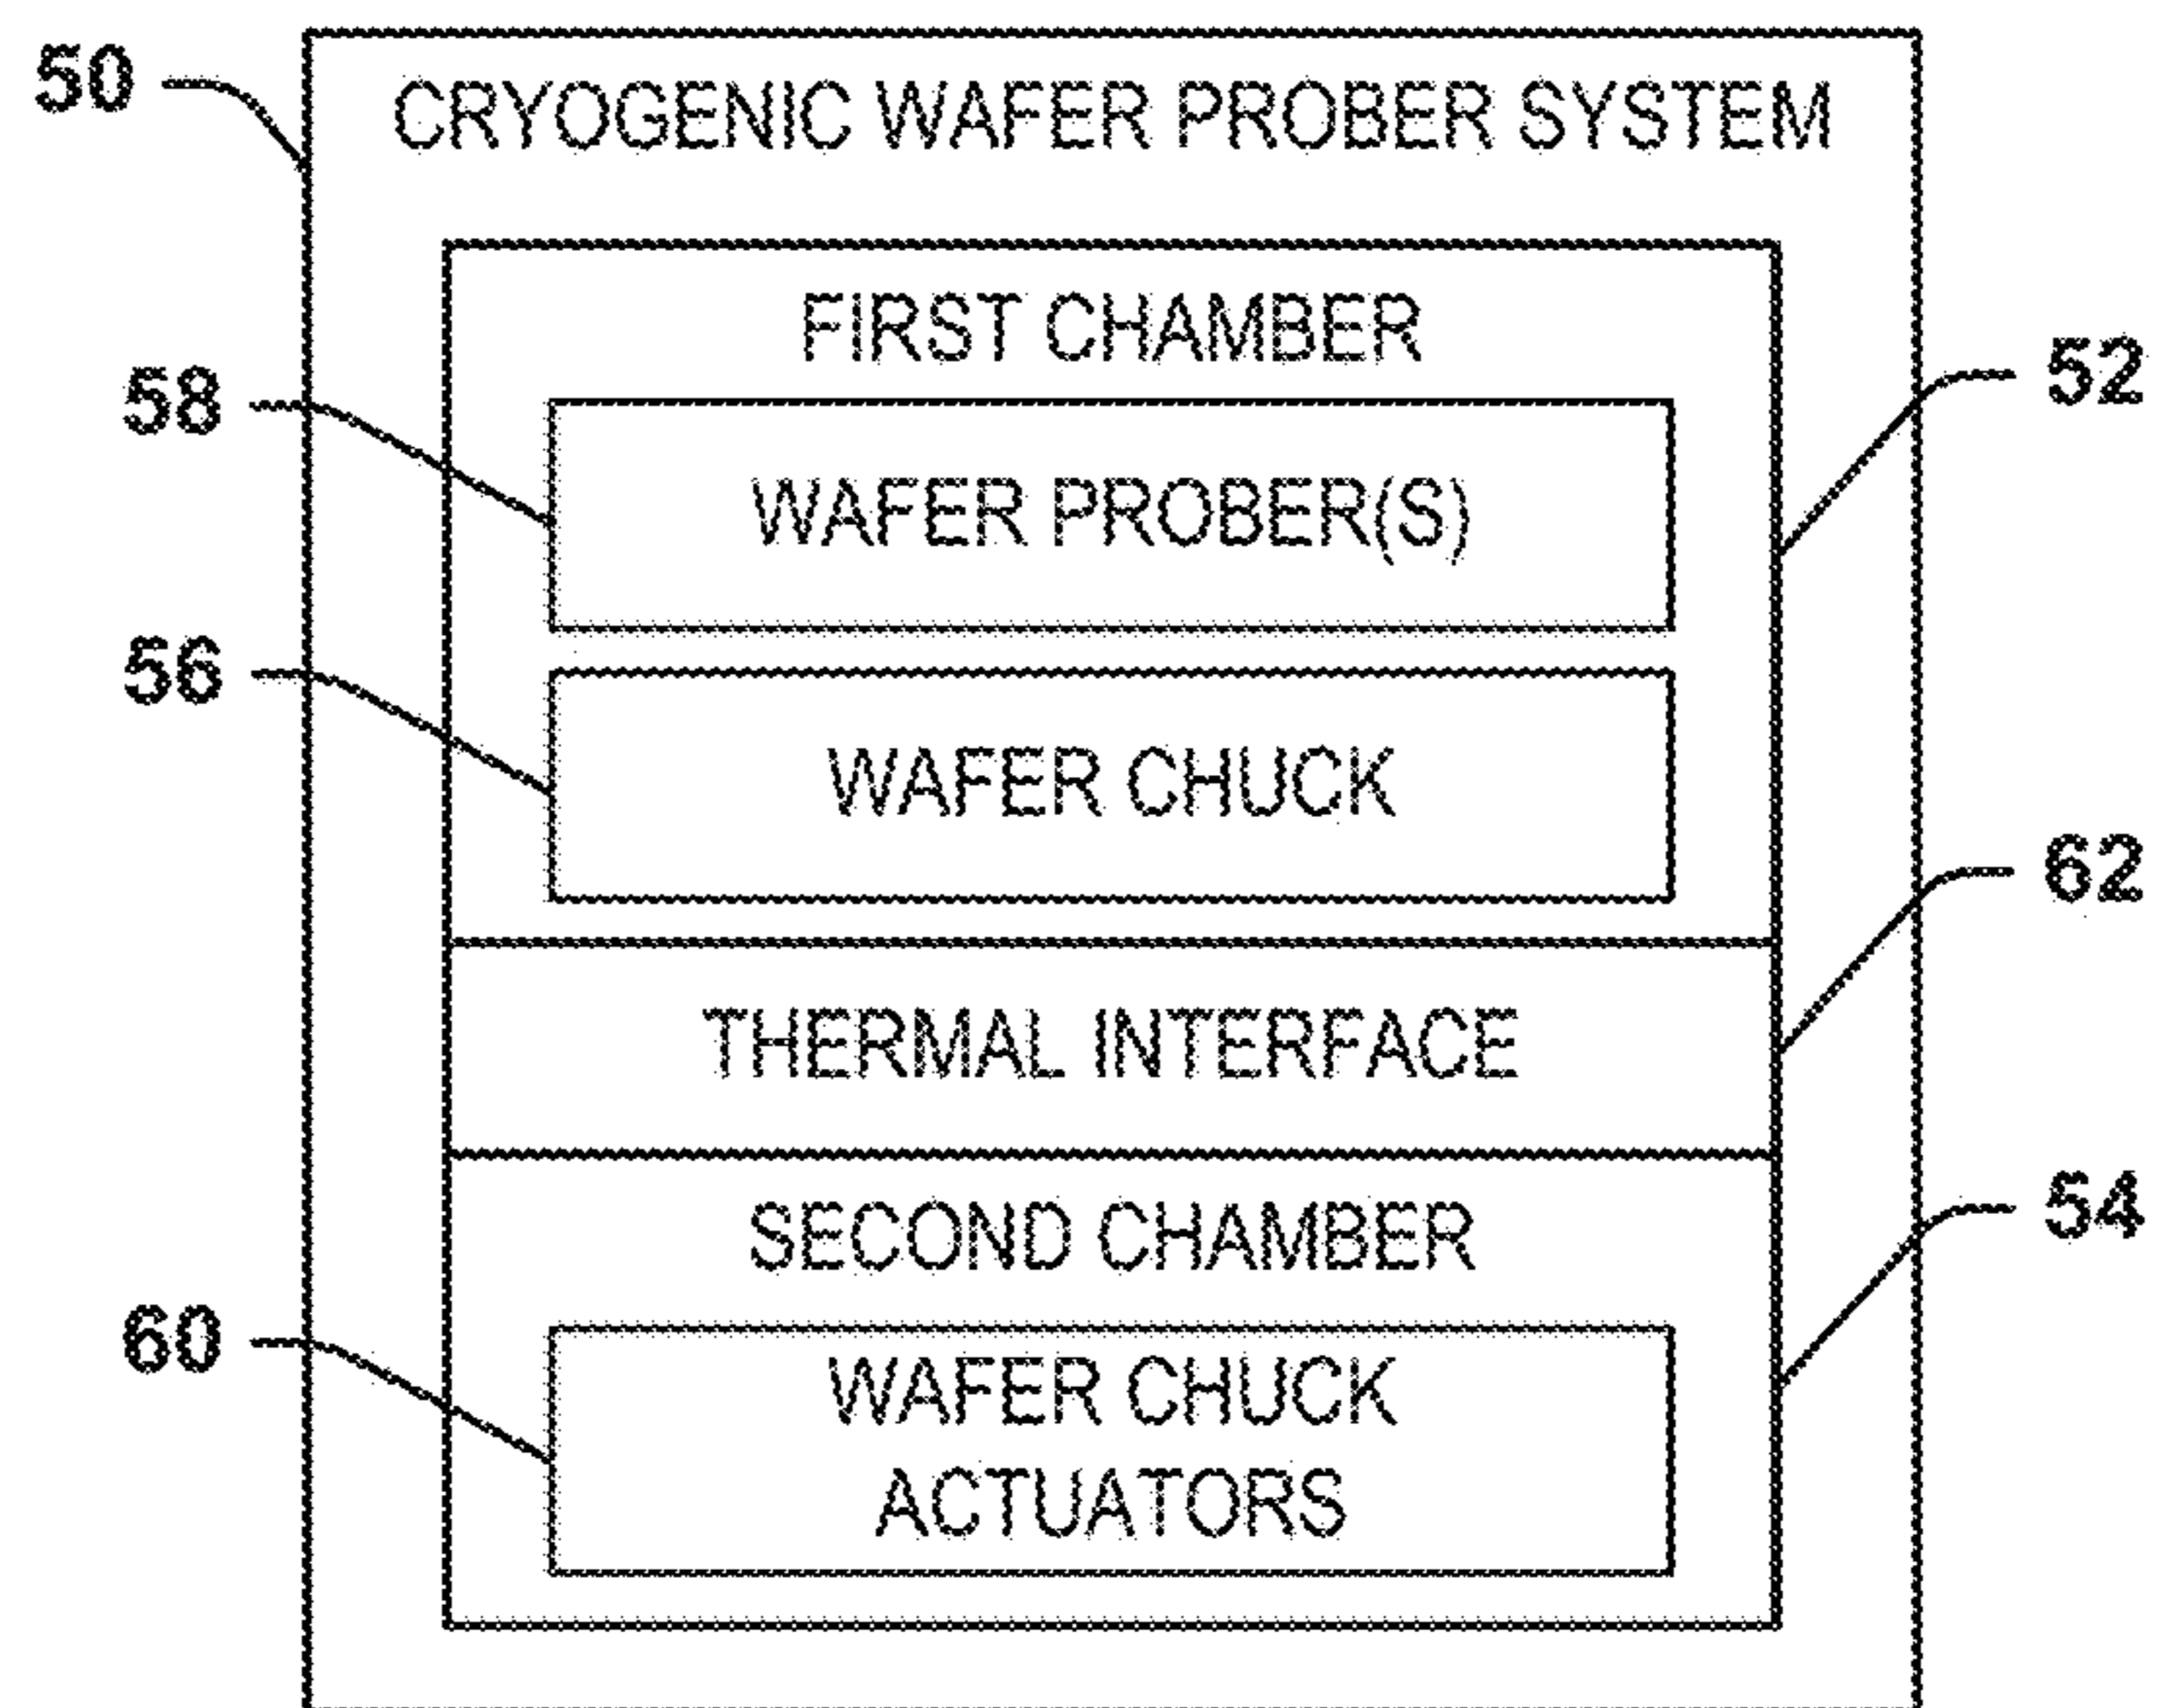 50
CRYOGENIC WAFER PROBER SYSTEM
FIRST CHAMBER
52
58
WAFER PROBER(S)
56
WAFER CHUCK
62
THERMAL INTERFACE
54
SECOND CHAMBER
60
WAFER CHUCK
ACTUATORS